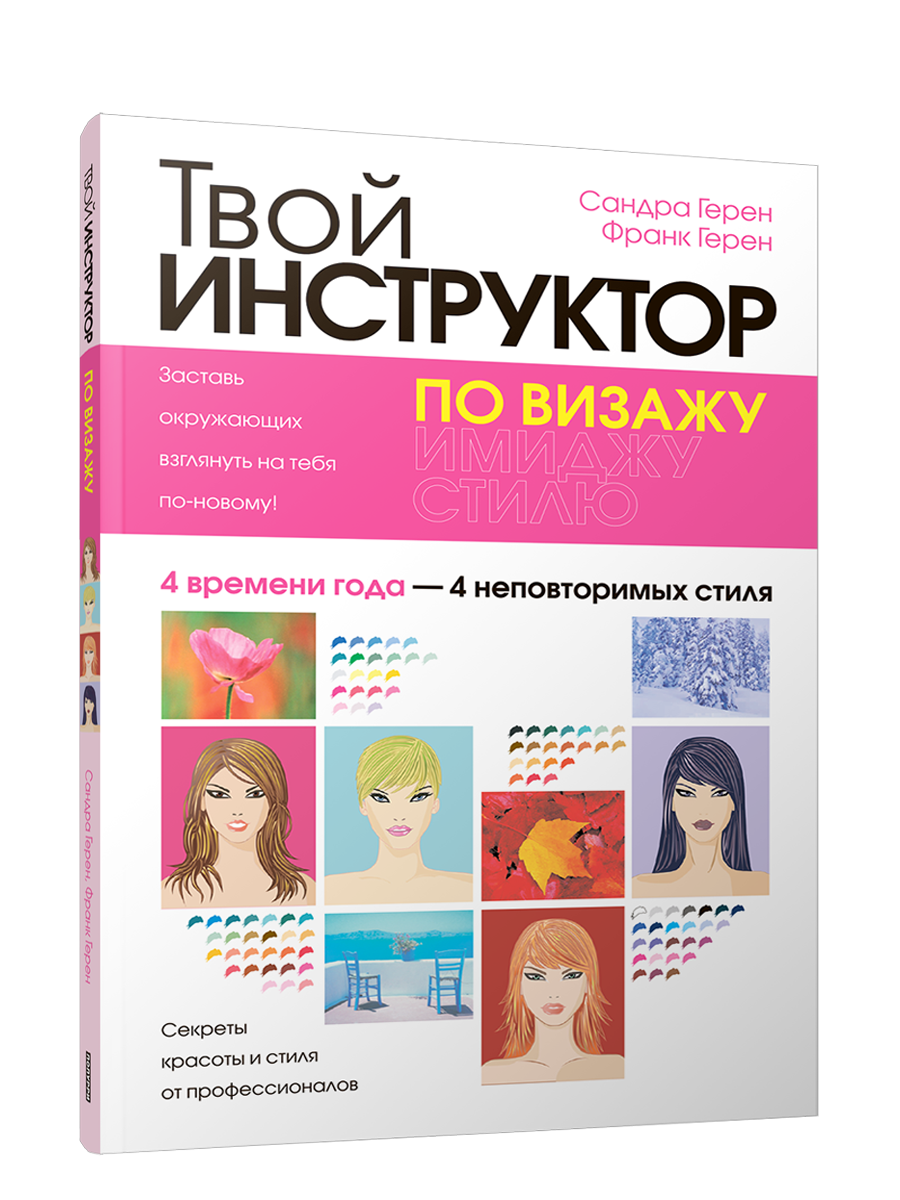 Твой
ИНСТРУКТОР
Сандра Герен
Франк Герен
Заставь
окружающих
взглянуть на тебя
по-новому!
ПО ВИЗАЖУ
ИМИДЖУ
СТИЛЮ
4 времени года — 4 неповторимых стиля
Секреты
красоты и стиля
от профессионалов
ТВОЙ ИНСТРУКТОР ПО ВИЗАЖУ
Сандра Герен, Франк Герен
ПОПУРРИ